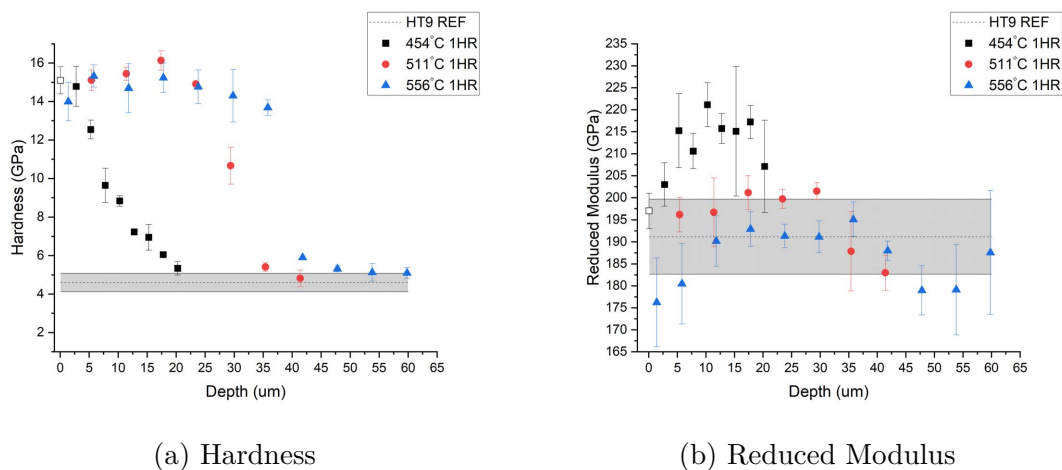 HT9 REF
454°C 1HR
511°C 1HR
556°C 1HR
Hardness (GPa)
17
16
14
12
10
8
6
4
2
0 5 10 15 20 25 30 35 40 45 50 55 60 65
Depth (um)
(a) Hardness
HT9 REF
454°C 1HR
511°C 1HR
556°C 1HR
Reduced Modulus (GPa)
235
230
225
220
215
210
205
200
195
190
185
180
175
170
165
0 5 10 15 20 25 30 35 40 45 50 55 60 65
Depth (um)
(b) Reduced Modulus